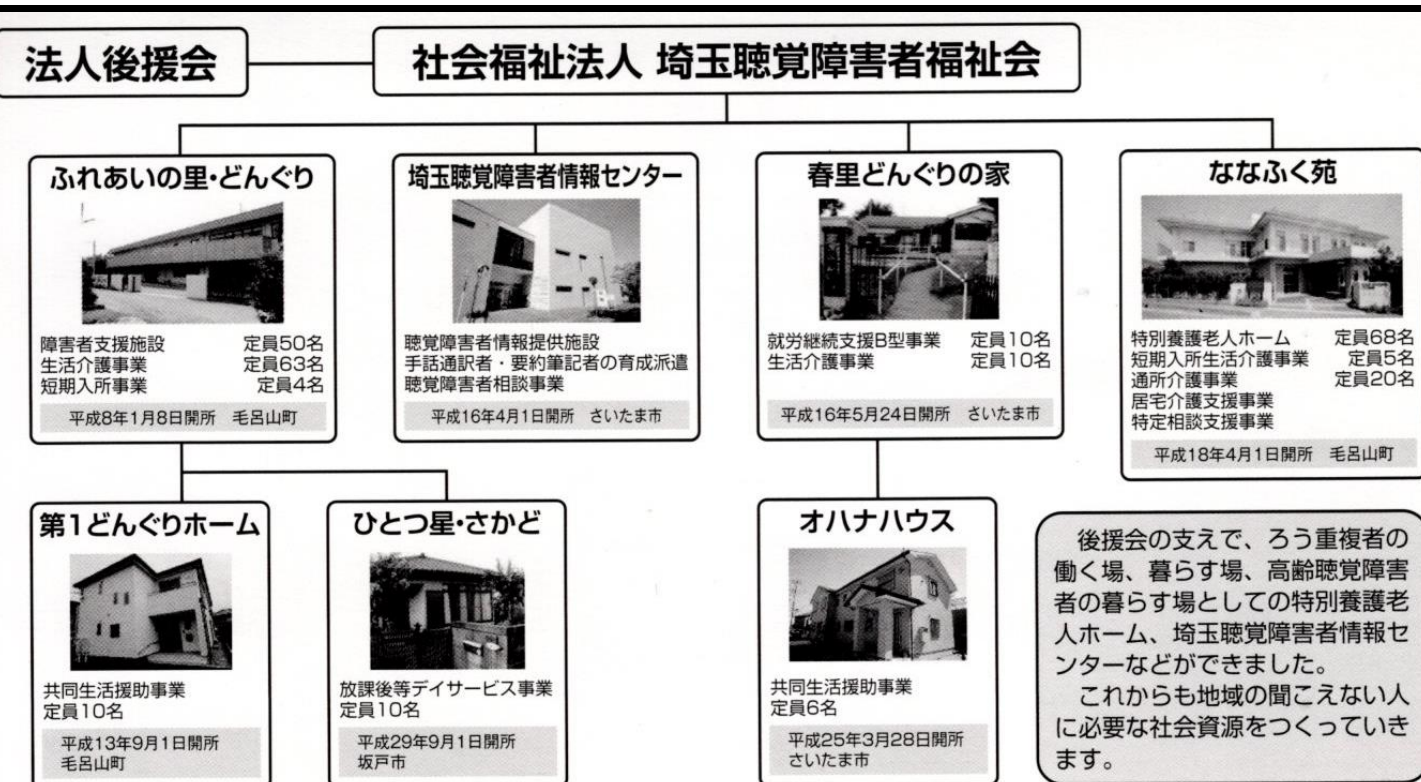 法人後援会
社会福祉法人 埼玉聴覚障害者福祉会
ふれあいの里・どんぐり
障害者支援施設 定員50名
生活介護事業 定員63名
短期入所事業 定員4名
平成8年1月8日開所 毛呂山町
埼玉聴覚障害者情報センター
聴覚障害者情報提供施設
手話通訳者・要約筆記者の育成派遣
聴覚障害者相談事業
平成16年4月1日開所 さいたま市
春里どんぐりの家
就労継続支援B型事業 定員10名
生活介護事業 定員10名
平成16年5月24日開所 さいたま市
ななふく苑
特別養護老人ホーム 定員68名
短期入所生活介護事業 定員5名
通所介護事業 定員20名
居宅介護支援事業
特定相談支援事業
平成18年4月1日開所 毛呂山町
第1どんぐりホーム
共同生活援助事業
定員10名
平成13年9月1日開所
毛呂山町
ひとつ星・さかど
放課後等デイサービス事業
定員10名
平成29年9月1日開所
坂戸市
オハナハウス
共同生活援助事業
定員6名
平成25年3月28日開所
さいたま市
後援会の支えで、ろう重複者の
働く場、暮らす場、高齢聴覚障害
者の暮らす場としての特別養護老
人ホーム、埼玉聴覚障害者情報セ
ンターなどができました。
これからも地域の聞こえない人
に必要な社会資源をつくっていき
ます。